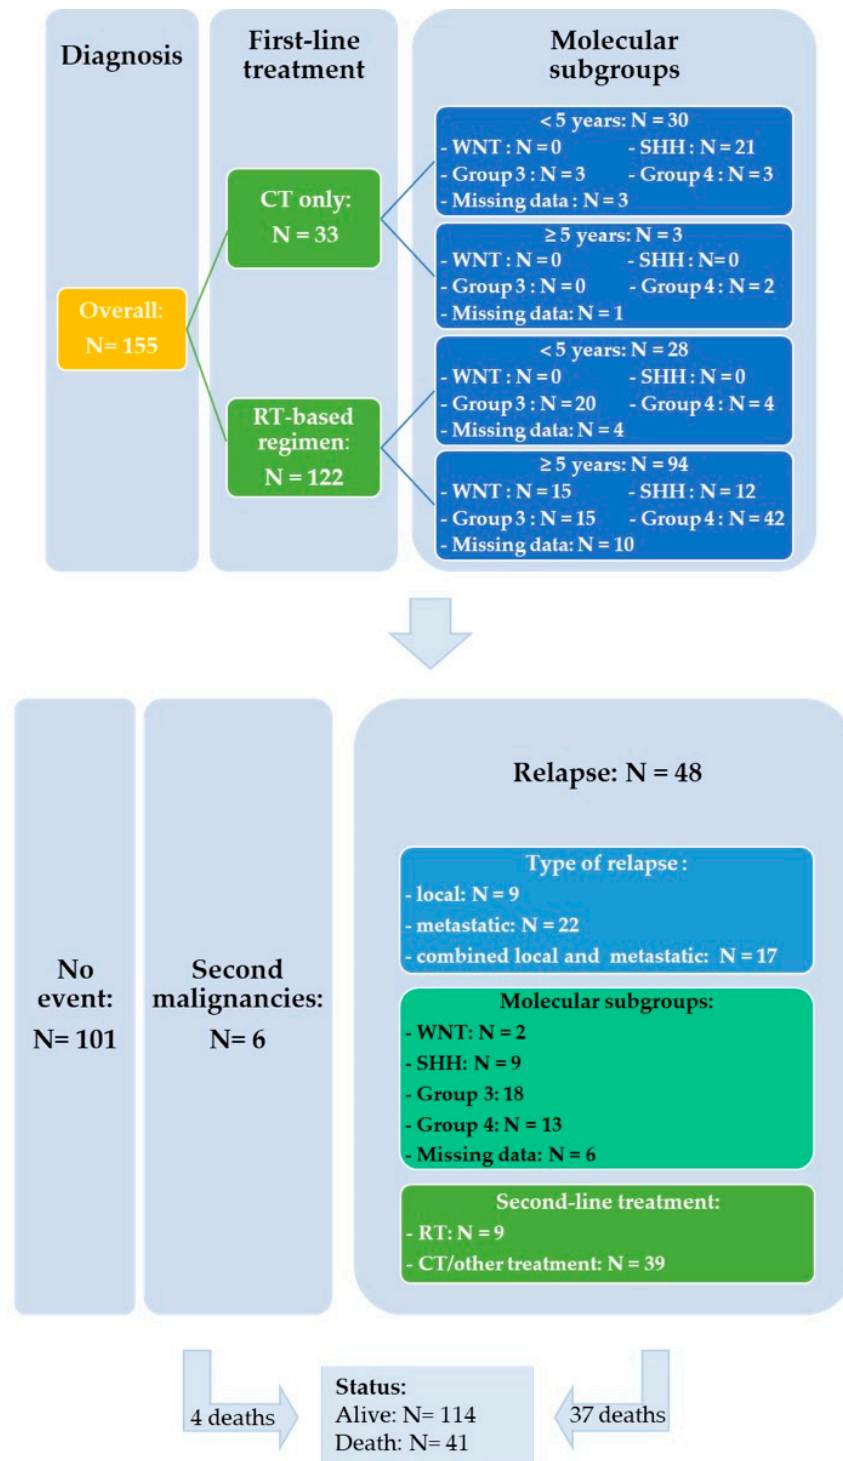 Diagnosis
First-line
treatment
Molecular
subgroups
Overall:
N= 155
CT only:
N = 33
RT-based
regimen:
N = 122
< 5 years: N = 30
- WNT : N = 0 - SHH : N = 21
- Group 3 : N = 3 - Group 4 : N = 3
- Missing data : N = 3
≥ 5 years: N = 3
- WNT : N = 0 - SHH : N= 0
- Group 3 : N = 0 - Group 4 : N = 2
- Missing data: N = 1
< 5 years: N = 28
- WNT : N = 0 - SHH : N = 0
- Group 3 : N = 20 - Group 4 : N = 4
- Missing data: N = 4
≥ 5 years: N = 94
- WNT : N = 15 - SHH : N = 12
- Group 3 : N = 15 - Group 4 : N = 42
- Missing data: N = 10
No
event:
N= 101
Second
malignancies:
N= 6
Relapse: N = 48
Type of relapse :
- local: N = 9
- metastatic: N = 22
- combined local and metastatic: N = 17
Molecular subgroups:
- WNT: N = 2
- SHH: N = 9
- Group 3: 18
- Group 4: N = 13
- Missing data: N = 6
Second-line treatment:
- RT: N = 9
- CT/other treatment: N = 39
4 deaths
Status:
Alive: N= 114
Death: N= 41
37 deaths